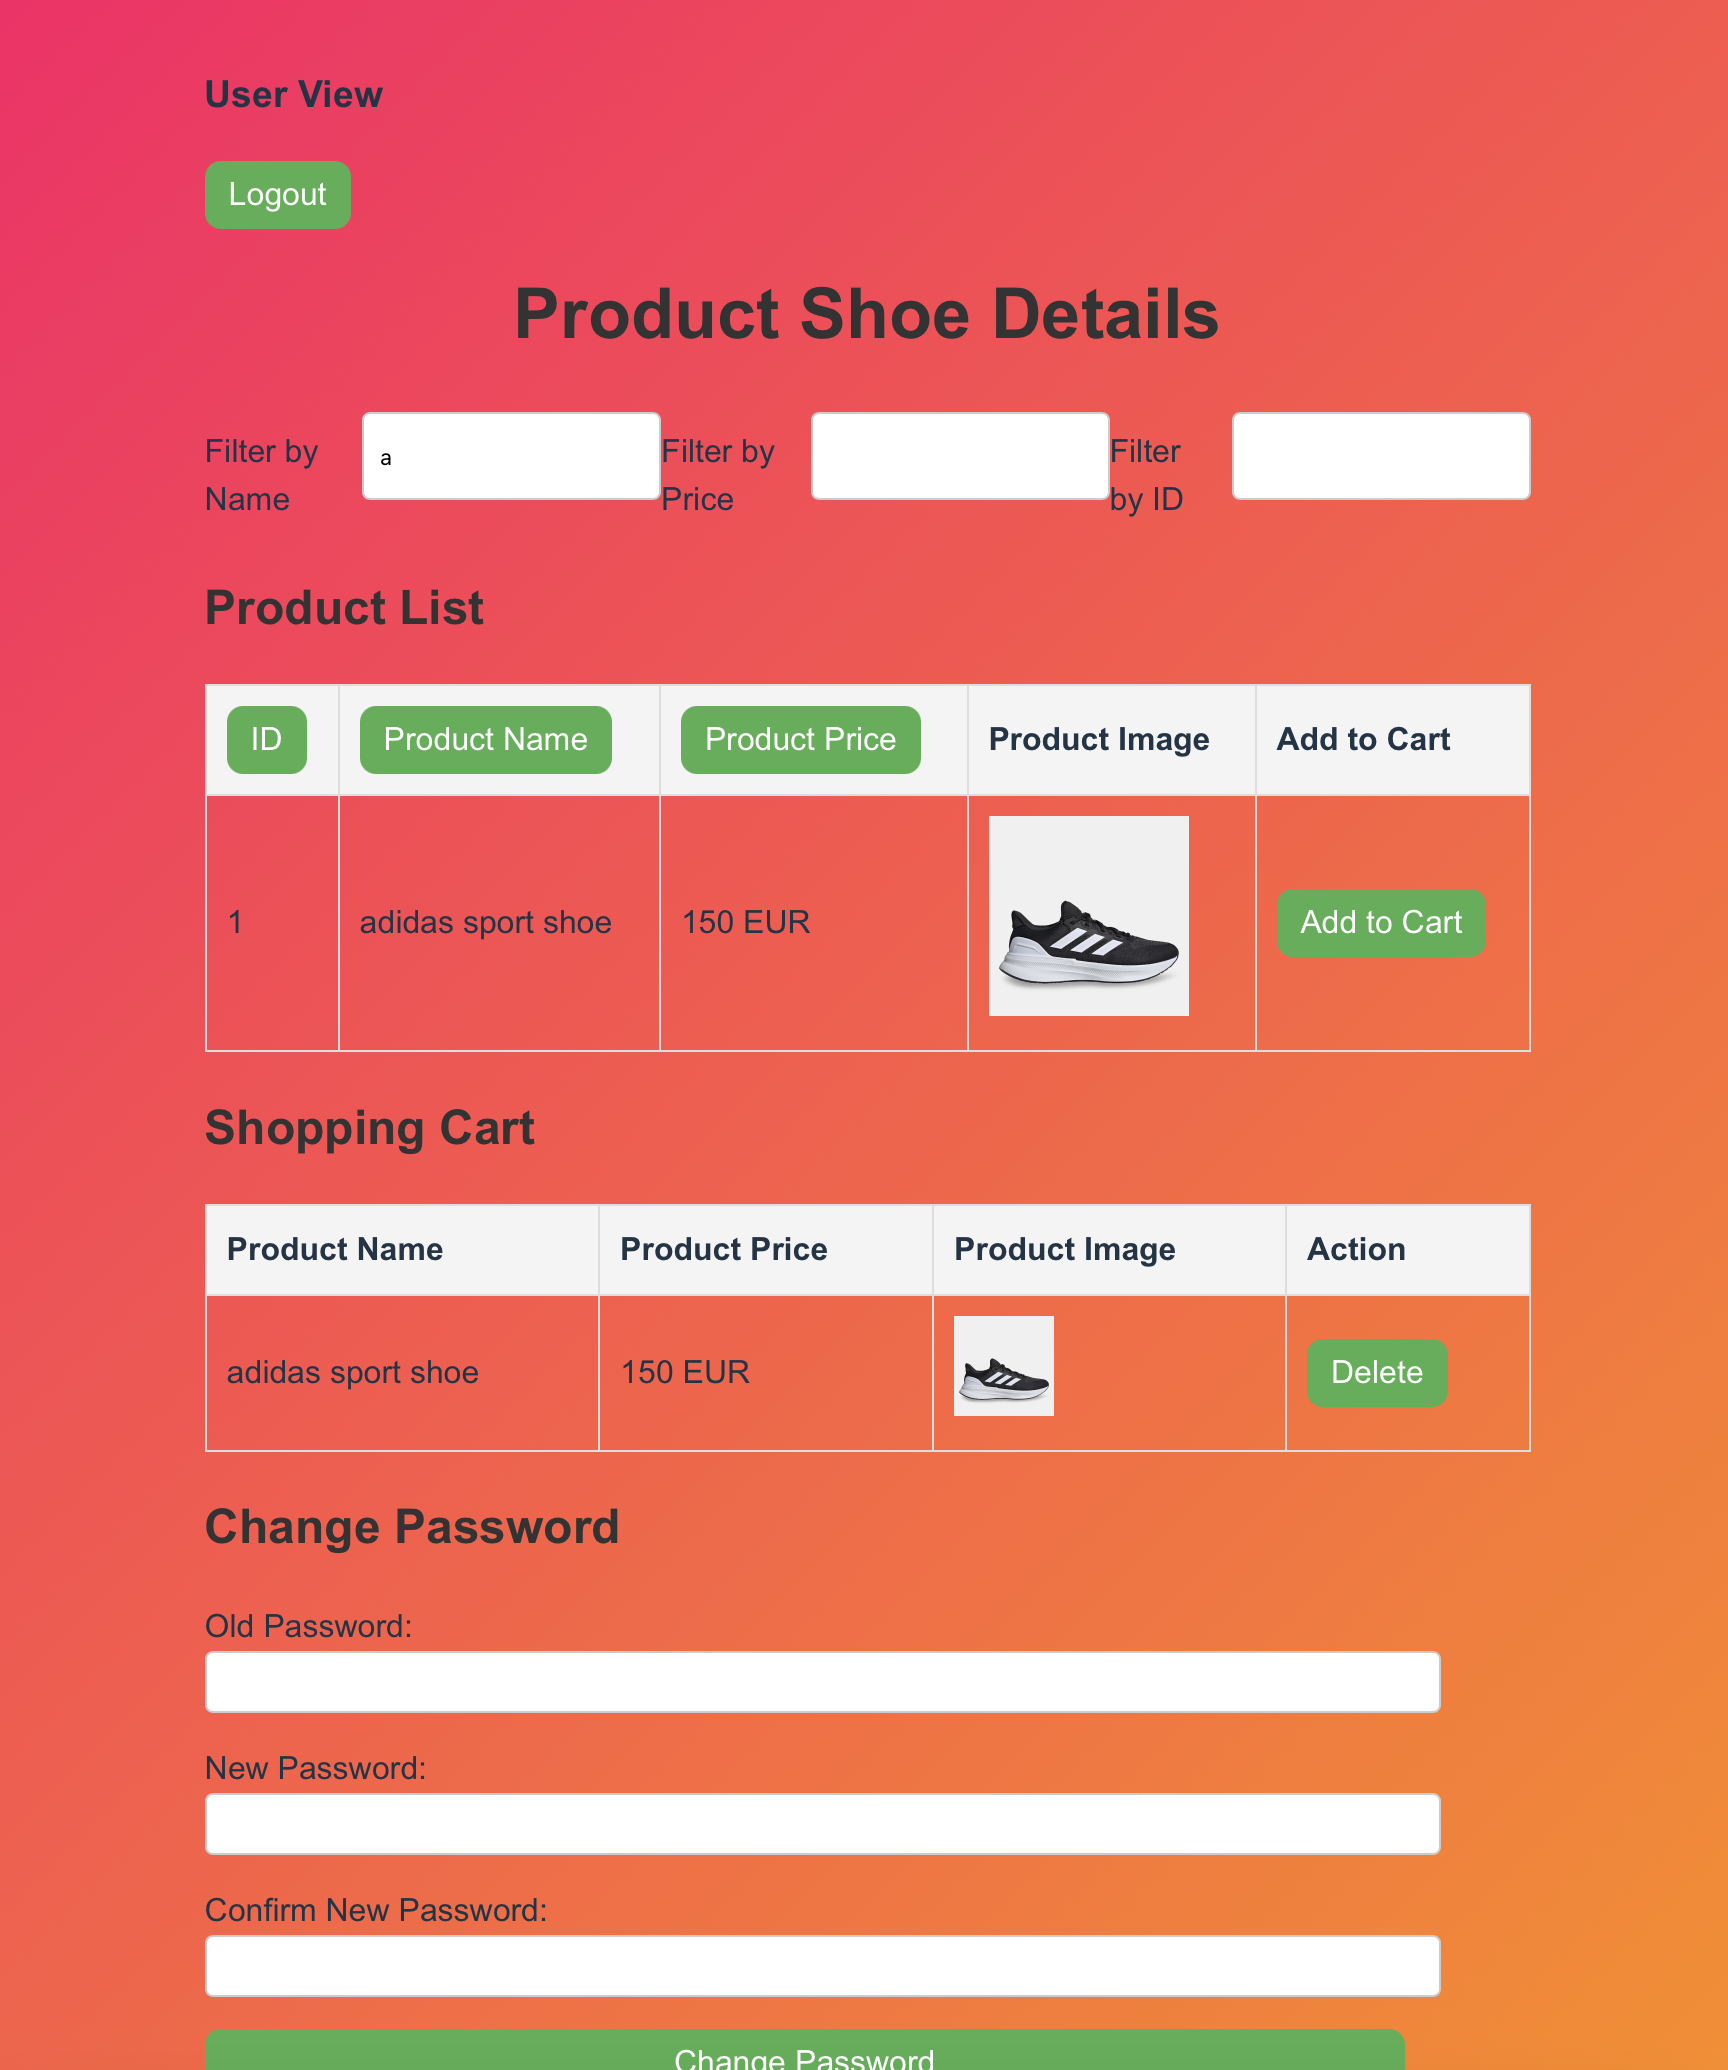 User View
Logout
Product Shoe Details
Filter by Name
a
Filter by Price
Filter by ID
Product List
ID Product Name Product Price Product Image Add to Cart
1 adidas sport shoe 150 EUR Add to Cart
Shopping Cart
Product Name Product Price Product Image Action
adidas sport shoe 150 EUR Delete
Change Password
Old Password:
New Password:
Confirm New Password:
Change Password